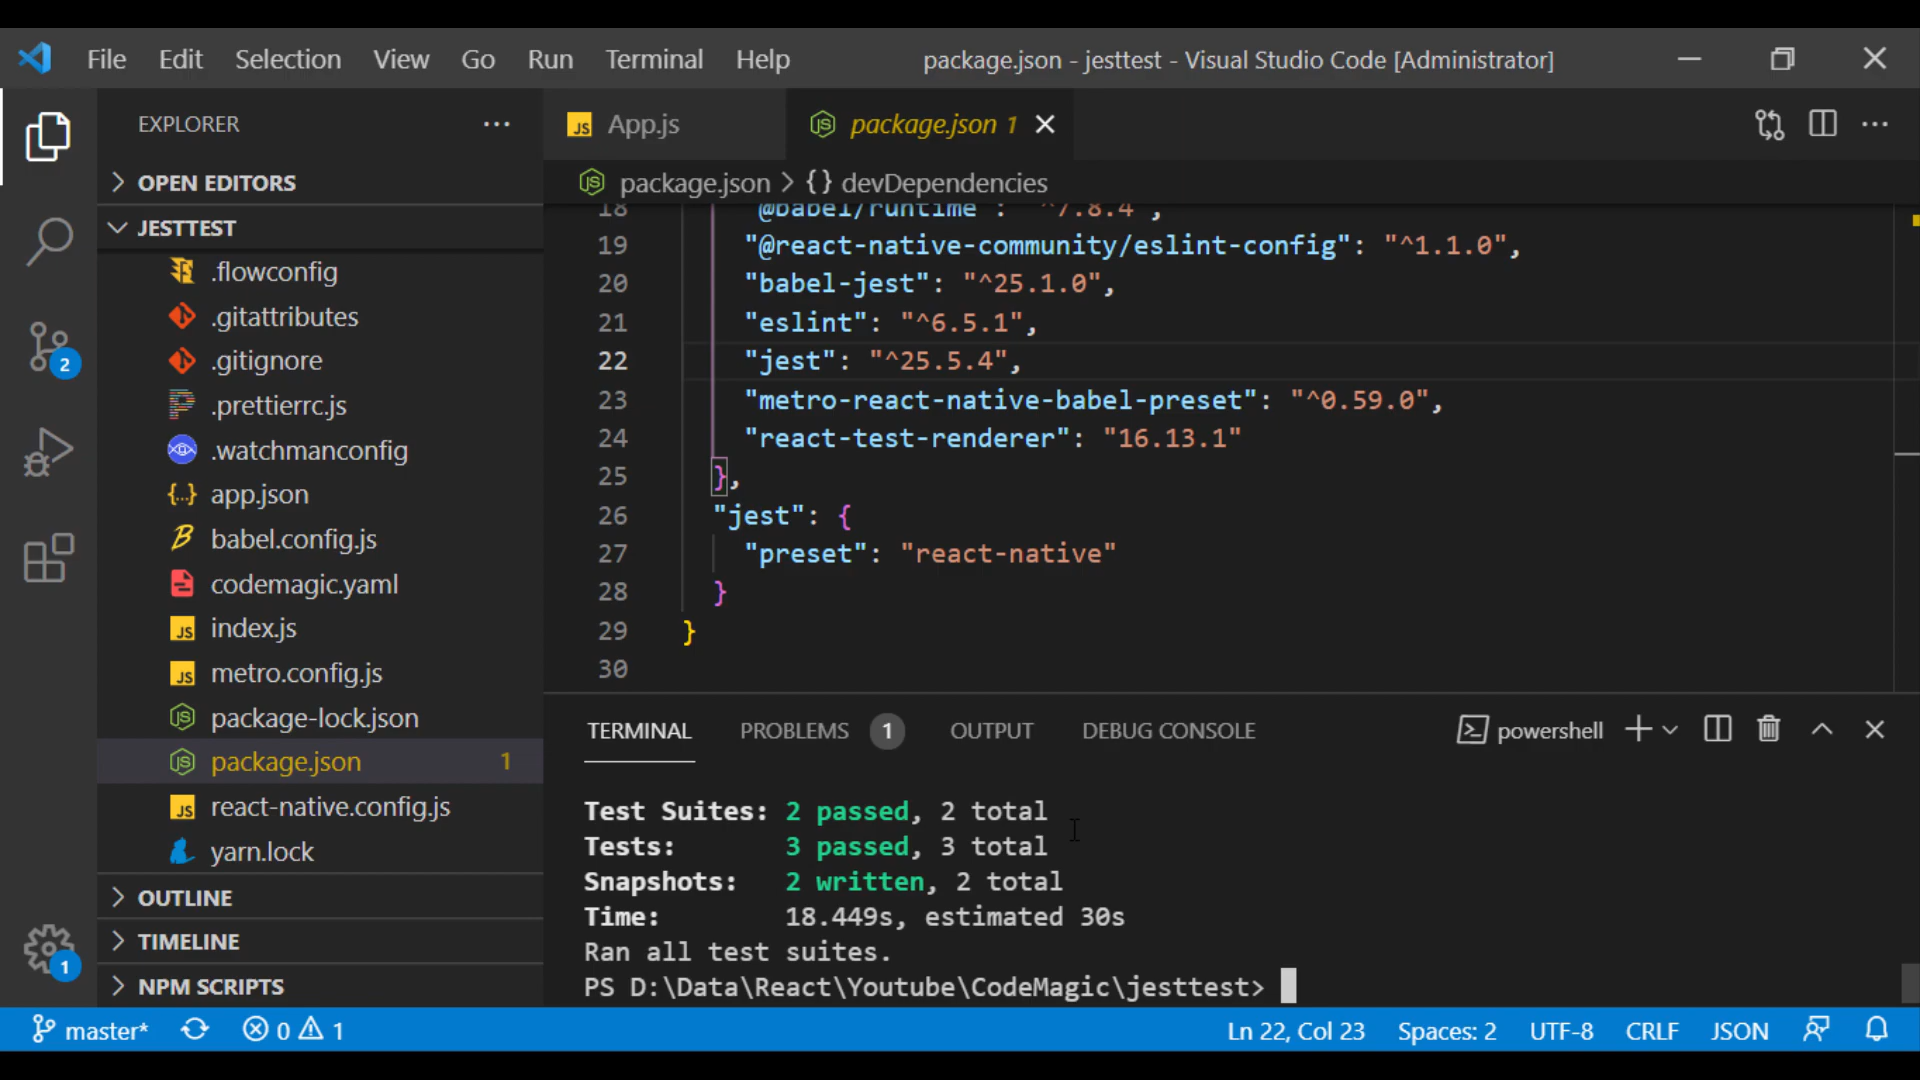 File Edit Selection View Go Run Terminal Help package.json - jesttest - Visual Studio Code [Administrator]
EXPLORER ···
OPEN EDITORS
JESTTEST
.flowconfig
.gitattributes
.gitignore
.prettierrc.js
.watchmanconfig
app.json
babel.config.js
codemagic.yaml
index.js
metro.config.js
package-lock.json
package.json 1
react-native.config.js
yarn.lock
OUTLINE
TIMELINE
NPM SCRIPTS
2
1
App.js package.json 1
package.json > {} devDependencies
18 "@babel/runtime": "^7.8.4",
19 "@react-native-community/eslint-config": "^1.1.0",
20 "babel-jest": "^25.1.0",
21 "eslint": "^6.5.1",
22 "jest": "^25.5.4",
23 "metro-react-native-babel-preset": "^0.59.0",
24 "react-test-renderer": "16.13.1"
25 },
26 "jest": {
27 "preset": "react-native"
28 }
29 }
30
TERMINAL PROBLEMS 1 OUTPUT DEBUG CONSOLE powershell
Test Suites: 2 passed, 2 total
Tests: 3 passed, 3 total
Snapshots: 2 written, 2 total
Time: 18.449s, estimated 30s
Ran all test suites.
PS D:\Data\React\Youtube\CodeMagic\jesttest>
master* 0 1 Ln 22, Col 23 Spaces: 2 UTF-8 CRLF JSON